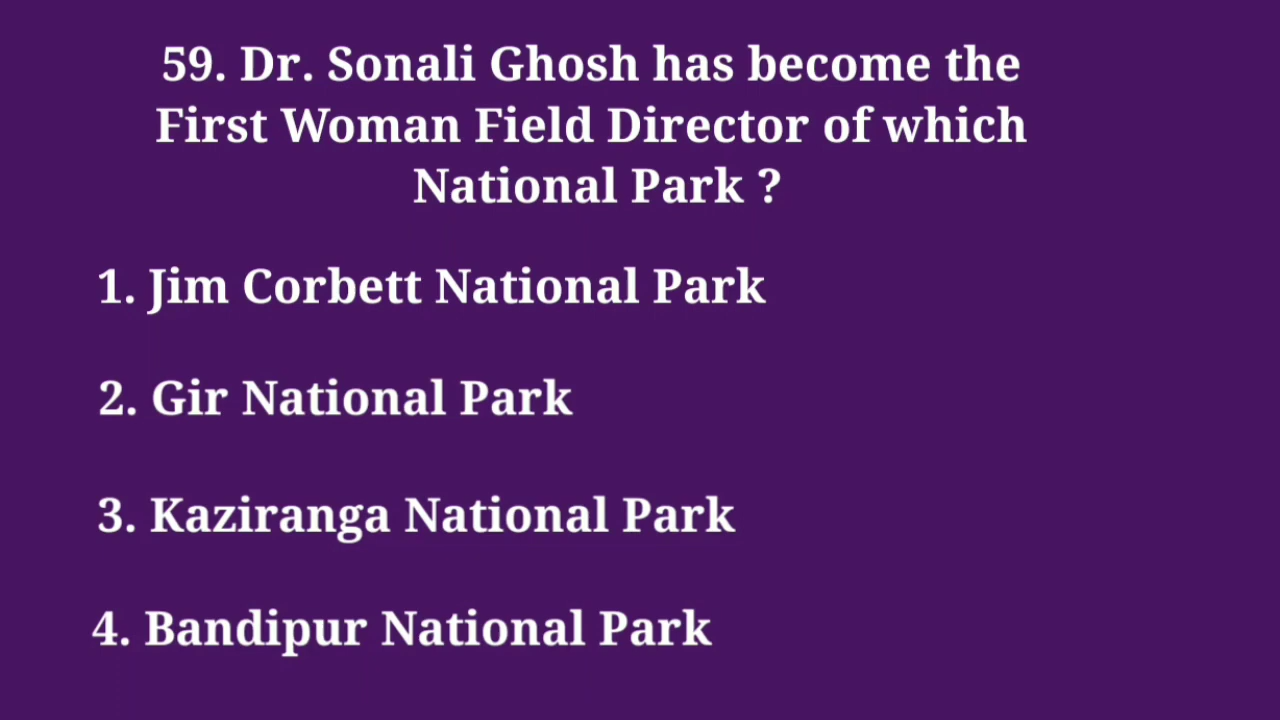 59. Dr. Sonali Ghosh has become the
First Woman Field Director of which
National Park ?
1. Jim Corbett National Park
2. Gir National Park
3. Kaziranga National Park
4. Bandipur National Park